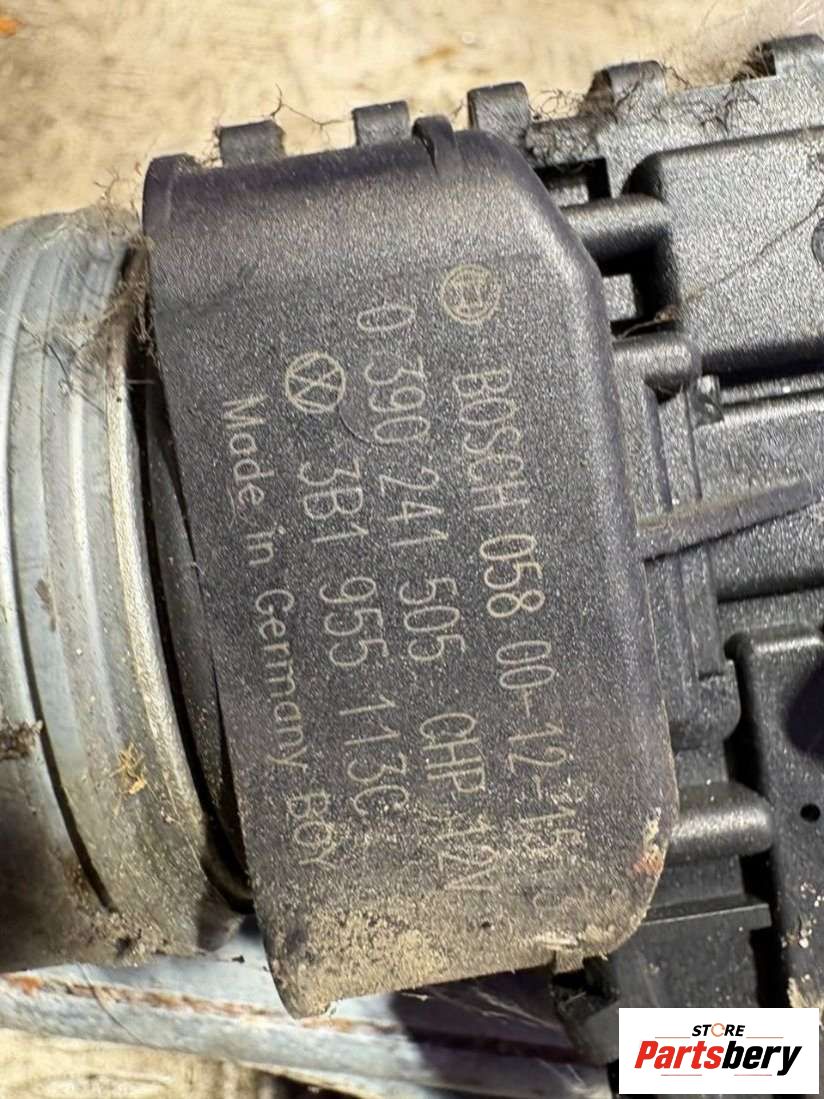 BOSCH 058 00-12-15
0 390 241 505 CHP 12V
3B1 955 113C
Made in Germany BGY
STORE
Partsbery